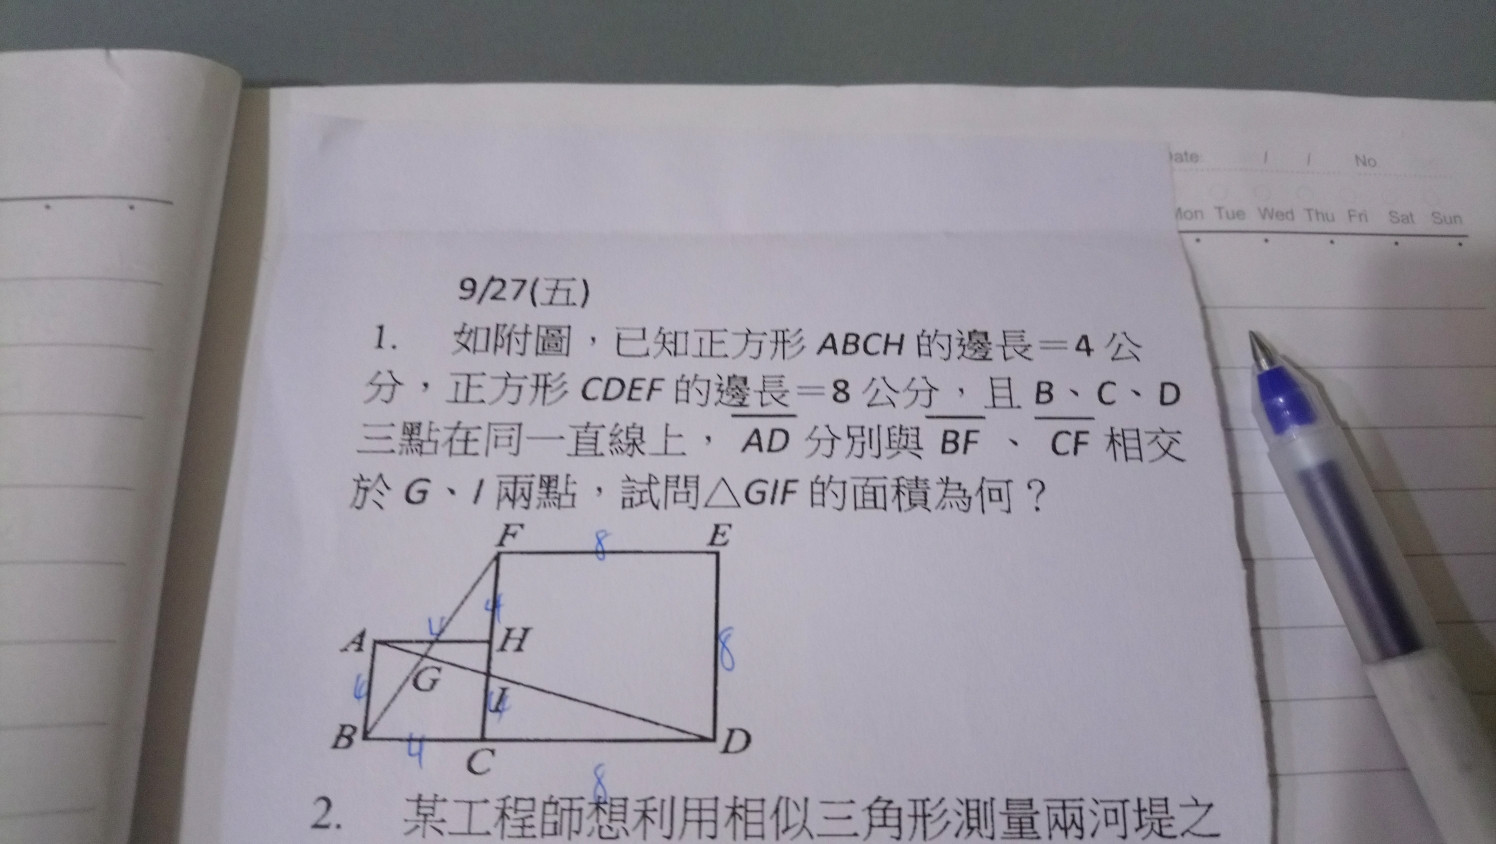 ate / / No
Mon Tue Wed Thu Fri Sat Sun
9/27(五)
1. 如附圖，已知正方形 ABCH 的邊長=4 公
分，正方形 CDEF 的邊長=8 公分，且 B、C、D
三點在同一直線上， AD 分別與 BF 、 CF 相交
於 G、I 兩點，試問△GIF 的面積為何？
F 8 E
4
A 4 H 8
G
4 I 4
B 4 C D
8
2. 某工程師想利用相似三角形測量兩河堤之